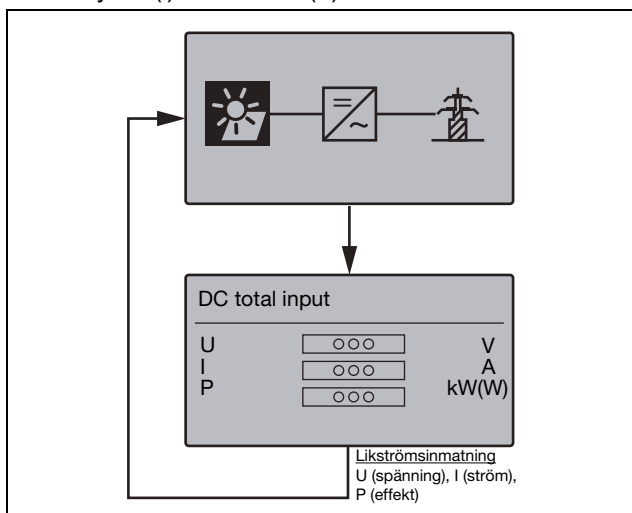 DC total input
U ○○○ V
I ○○○ A
P ○○○ kW(W)
Likströmsinmatning
U (spänning), I (ström),
P (effekt)